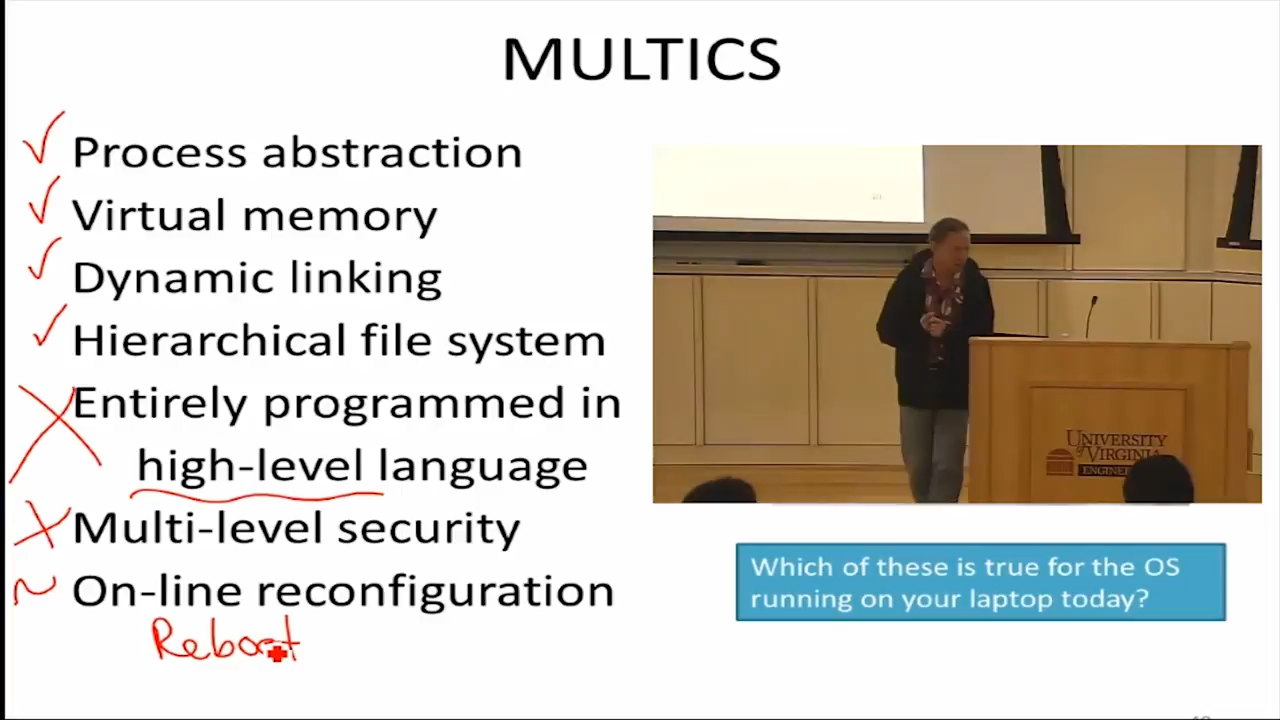 MULTICS
Process abstraction
Virtual memory
Dynamic linking
Hierarchical file system
Entirely programmed in
high-level language
Multi-level security
On-line reconfiguration
Reboot
UNIVERSITY
of VIRGINIA
Which of these is true for the OS
running on your laptop today?